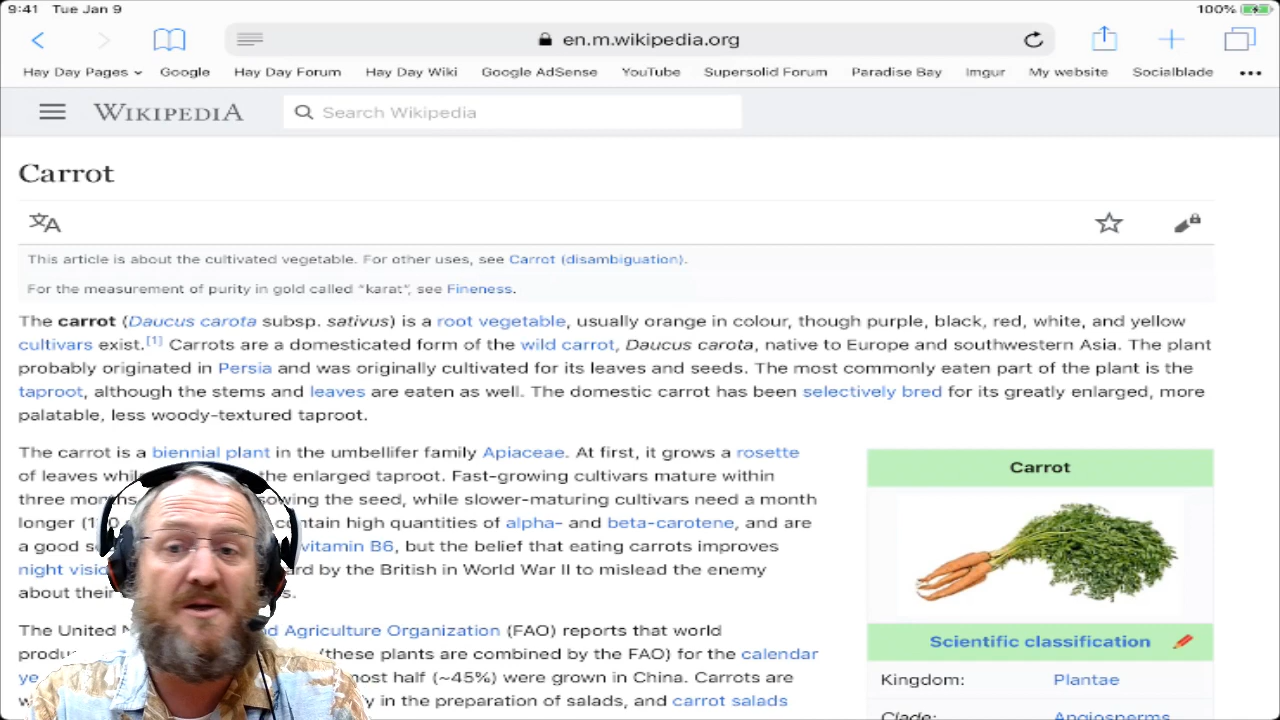 9:41 Tue Jan 9
100%
en.m.wikipedia.org
Hay Day Pages Google Hay Day Forum Hay Day Wiki Google AdSense YouTube Supersolid Forum Paradise Bay Imgur My website Socialblade
WIKIPEDIA Search Wikipedia
Carrot
This article is about the cultivated vegetable. For other uses, see Carrot (disambiguation).
For the measurement of purity in gold called "karat", see Fineness.
The carrot (Daucus carota subsp. sativus) is a root vegetable, usually orange in colour, though purple, black, red, white, and yellow
cultivars exist.[1] Carrots are a domesticated form of the wild carrot, Daucus carota, native to Europe and southwestern Asia. The plant
probably originated in Persia and was originally cultivated for its leaves and seeds. The most commonly eaten part of the plant is the
taproot, although the stems and leaves are eaten as well. The domestic carrot has been selectively bred for its greatly enlarged, more
palatable, less woody-textured taproot.
The carrot is a biennial plant in the umbellifer family Apiaceae. At first, it grows a rosette
of leaves the enlarged taproot. Fast-growing cultivars mature within
three sowing the seed, while slower-maturing cultivars need a month
longer contain high quantities of alpha- and beta-carotene, and are
a good vitamin B6, but the belief that eating carrots improves
night by the British in World War II to mislead the enemy
about their
The United Agriculture Organization (FAO) reports that world
(these plants are combined by the FAO) for the calendar
most half (~45%) were grown in China. Carrots are
in the preparation of salads, and carrot salads
Carrot
Scientific classification
Kingdom: Plantae
Clade: Angiosperms